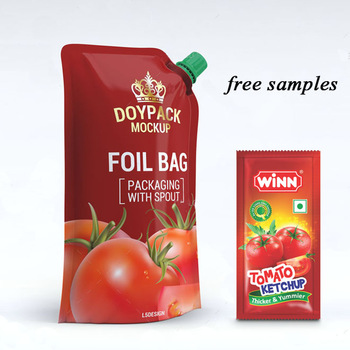 free samples
DOYPACK
MOCKUP
FOIL BAG
PACKAGING
WITH SPOUT
LSDESIGN
WINN
TOMATO
KETCHUP
Thicker & Yummier